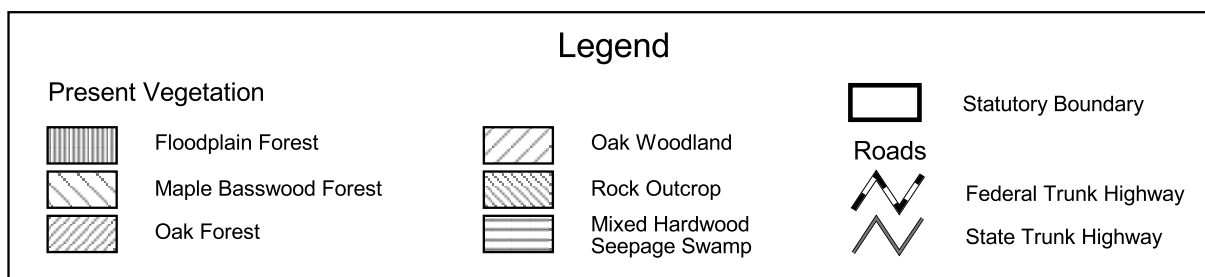 Legend
Present Vegetation
Floodplain Forest
Maple Basswood Forest
Oak Forest
Oak Woodland
Rock Outcrop
Mixed Hardwood
Seepage Swamp
Statutory Boundary
Roads
Federal Trunk Highway
State Trunk Highway